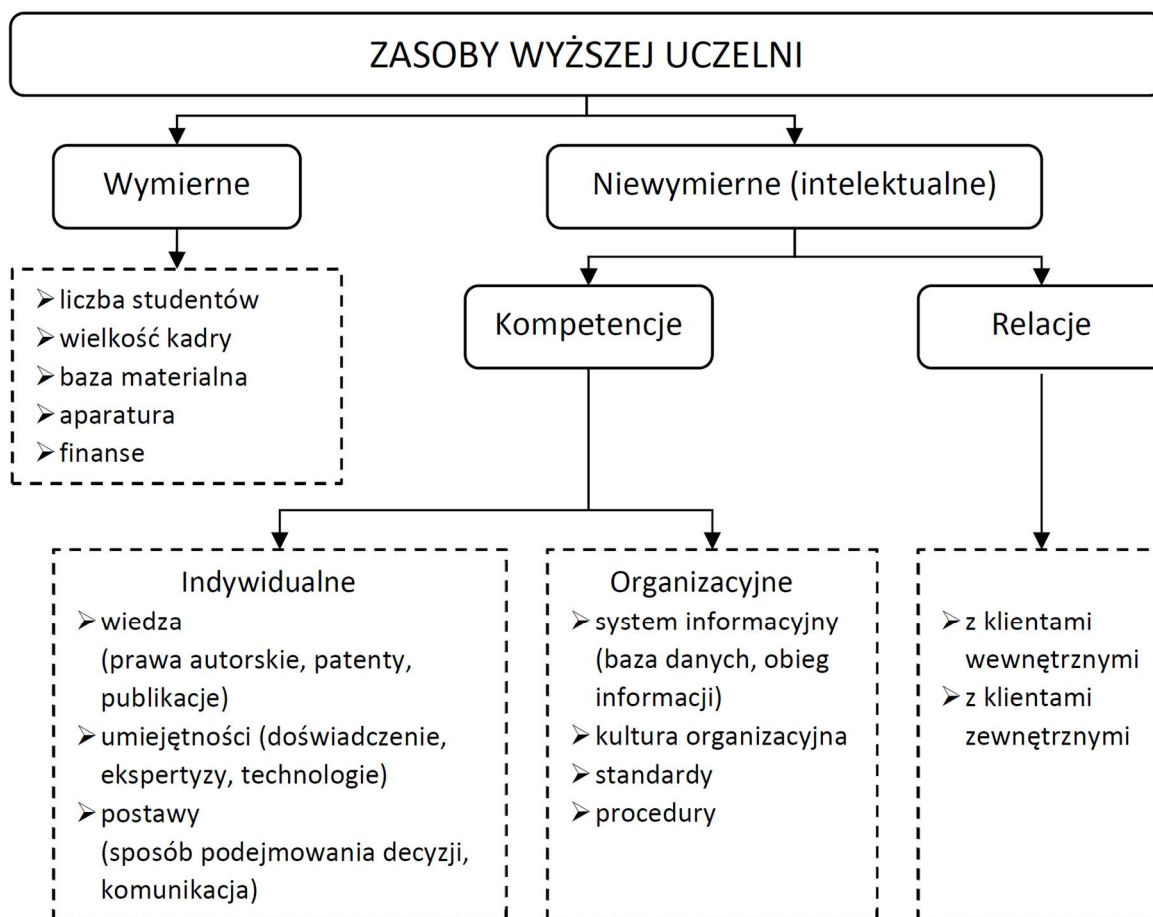 ZASOBY WYŻSZEJ UCZELNI
Wymierne
Niewymierne (intelektualne)
➢ liczba studentów
➢ wielkość kadry
➢ baza materialna
➢ aparatura
➢ finanse
Kompetencje
Relacje
Indywidualne
➢ wiedza
(prawa autorskie, patenty,
publikacje)
➢ umiejętności (doświadczenie,
ekspertyzy, technologie)
➢ postawy
(sposób podejmowania decyzji,
komunikacja)
Organizacyjne
➢ system informacyjny
(baza danych, obieg
informacji)
➢ kultura organizacyjna
➢ standardy
➢ procedury
➢ z klientami
wewnętrznymi
➢ z klientami
zewnętrznymi